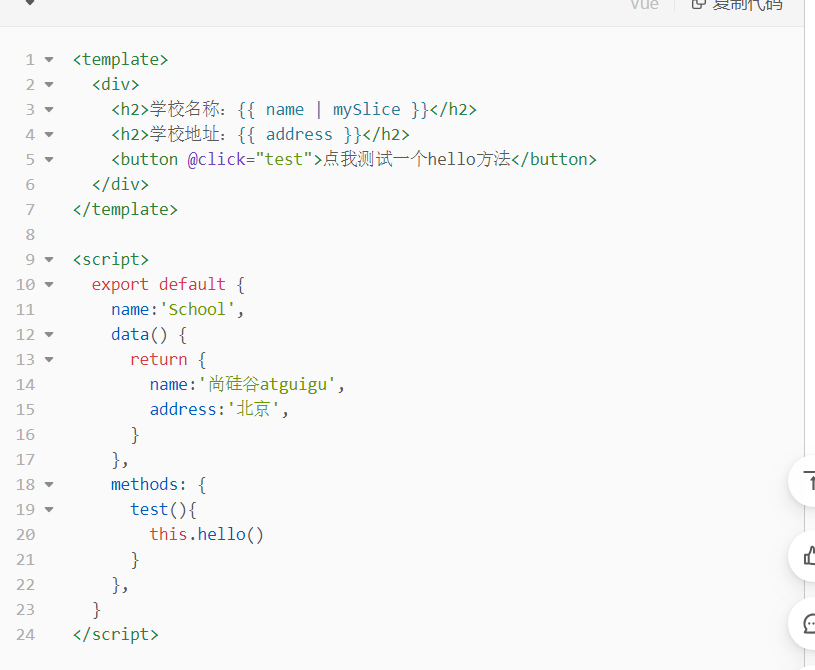 Vue 复制代码
1 <template>
2 <div>
3 <h2>学校名称：{{ name | mySlice }}</h2>
4 <h2>学校地址：{{ address }}</h2>
5 <button @click="test">点我测试一个hello方法</button>
6 </div>
7 </template>
8
9 <script>
10 export default {
11 name:'School',
12 data() {
13 return {
14 name:'尚硅谷atguigu',
15 address:'北京',
16 }
17 },
18 methods: {
19 test(){
20 this.hello()
21 }
22 },
23 }
24 </script>